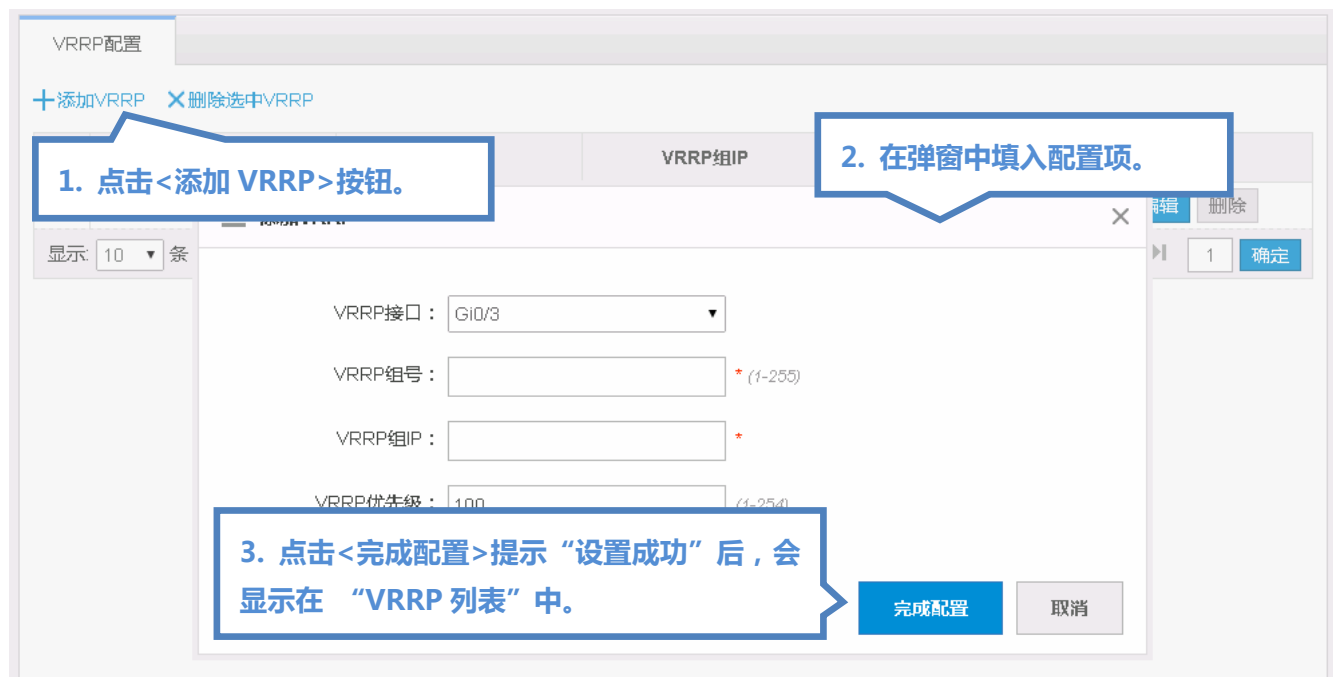 VRRP配置
添加VRRP 删除选中VRRP
VRRP组IP
1. 点击<添加 VRRP>按钮。
2. 在弹窗中填入配置项。
编辑 删除
显示: 10 条
1 确定
VRRP接口： Gi0/3
VRRP组号： * (1-255)
VRRP组IP： *
VRRP优先级： 100 (1-254)
3. 点击<完成配置>提示“设置成功”后，会
显示在 “VRRP 列表”中。
完成配置 取消